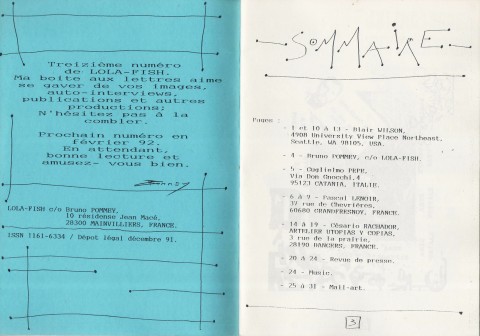 Treizième numéro
de LOLA-FISH.
Ma boite aux lettres aime
se gaver de vos images,
auto-interviews,
publications et autres
productions;
N'hésitez pas à la
combler.
Prochain numéro en
février 92.
En attendant,
bonne lecture et
amusez- vous bien.
LOLA-FISH c/o Bruno POMMEY,
10 résidense Jean Macé,
28300 MAINVILLIERS, FRANCE.
ISSN 1161-6334 / Dépot légal décembre 91.
SOMMAIRE
Pages :
- 1 et 10 à 13 - Blair WILSON,
4908 University View Place Northeast,
Seattle, WA 98105, USA.
- 4 - Bruno POMMEY, c/o LOLA-FISH.
- 5 - Guglielmo PEPE,
Via Don Gnocchi,4
95123 CATANIA, ITALIE.
- 6 à 9 - Pascal LENOIR,
37 rue de Chevrières,
60680 GRANDFRESNOY, FRANCE.
- 14 à 19 - Césario BACHADOR,
ARTELIER UTOPIAS Y COPIAS,
3 rue de la prairie,
28190 DANGERS, FRANCE.
- 20 à 24 - Revue de presse.
- 24 - Music.
- 25 à 31 - Mail-art.
3